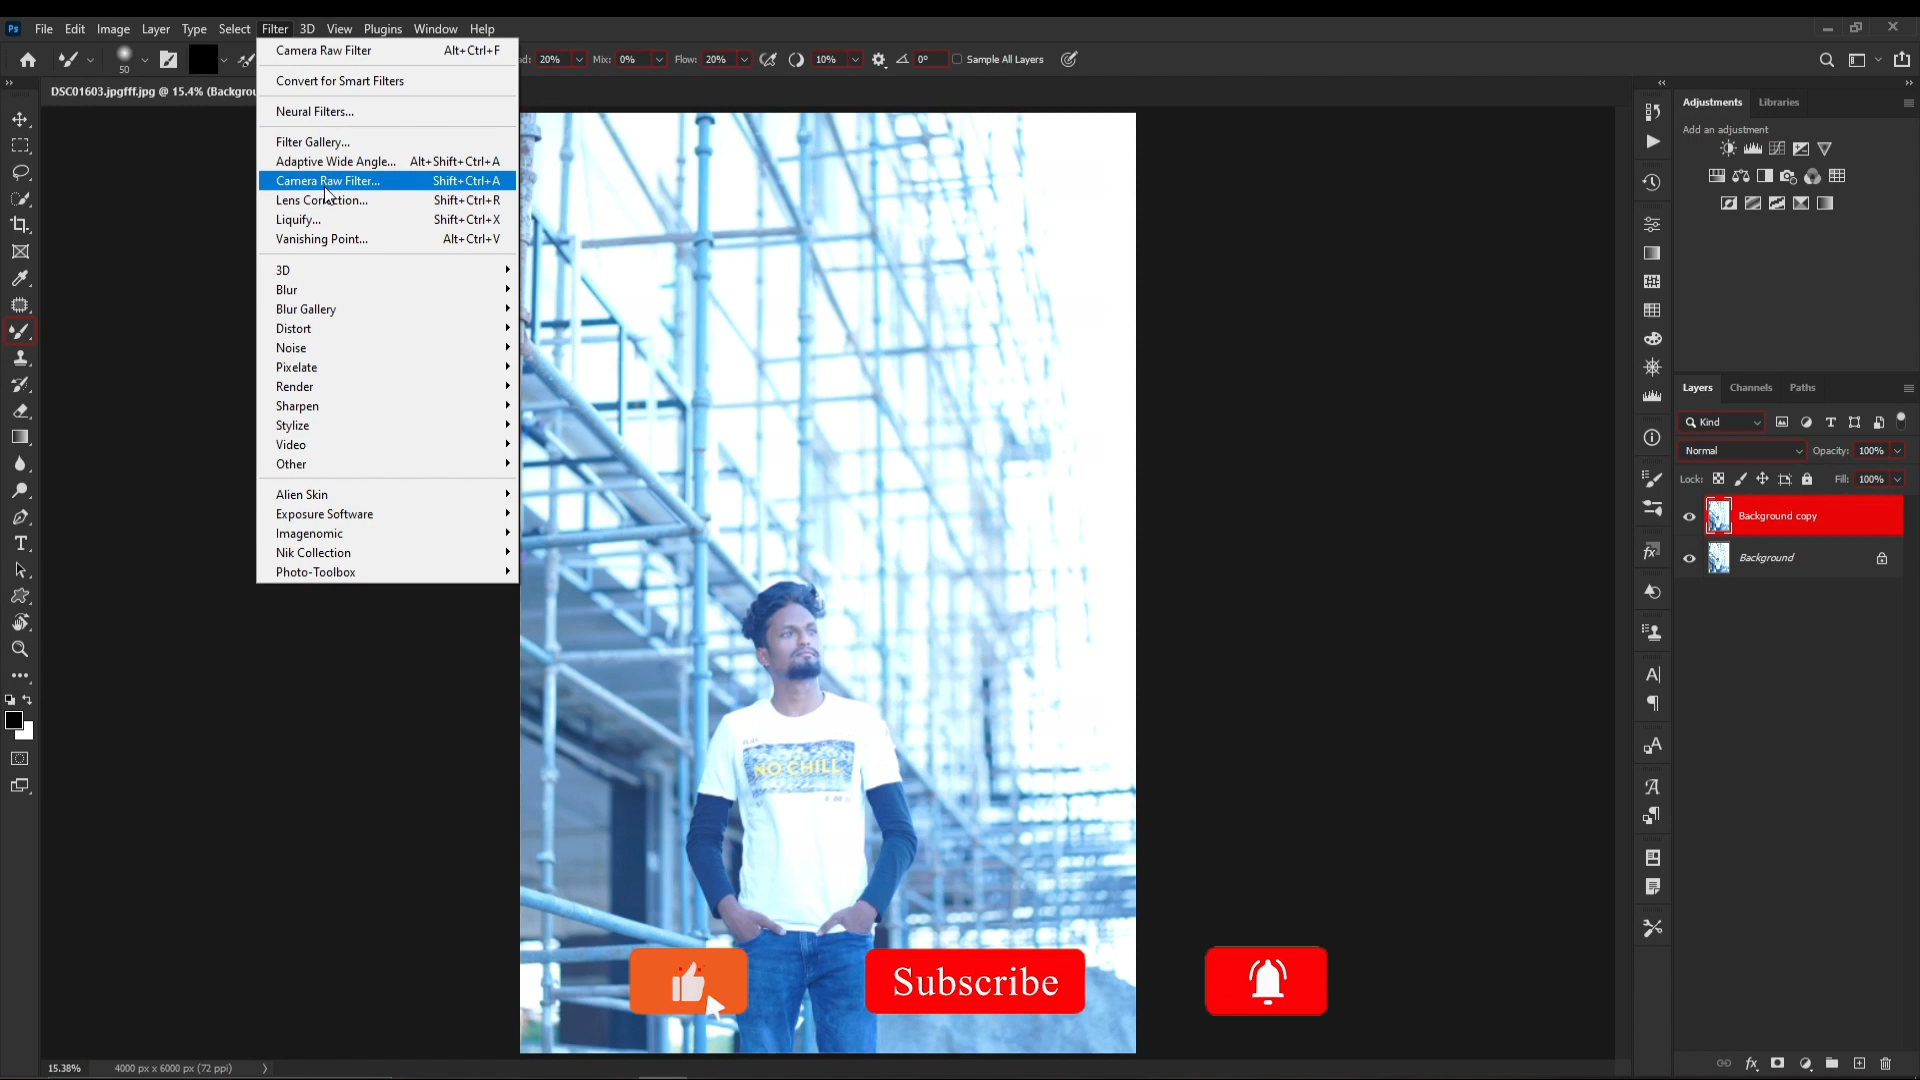 Ps File Edit Image Layer Type Select Filter 3D View Plugins Window Help
50
20% Mix: 0% Flow: 20% 10% 0° Sample All Layers
DSC01603.jpgfff.jpg @ 15.4% (Backgrou
Camera Raw Filter Alt+Ctrl+F
Convert for Smart Filters
Neural Filters...
Filter Gallery...
Adaptive Wide Angle... Alt+Shift+Ctrl+A
Camera Raw Filter... Shift+Ctrl+A
Lens Correction... Shift+Ctrl+R
Liquify... Shift+Ctrl+X
Vanishing Point... Alt+Ctrl+V
3D
Blur
Blur Gallery
Distort
Noise
Pixelate
Render
Sharpen
Stylize
Video
Other
Alien Skin
Exposure Software
Imagenomic
Nik Collection
Photo-Toolbox
NO CHILL
Subscribe
Adjustments Libraries
Add an adjustment
Layers Channels Paths
Kind
Normal Opacity: 100%
Lock: Fill: 100%
Background copy
Background
15.38% 4000 px x 6000 px (72 ppi)